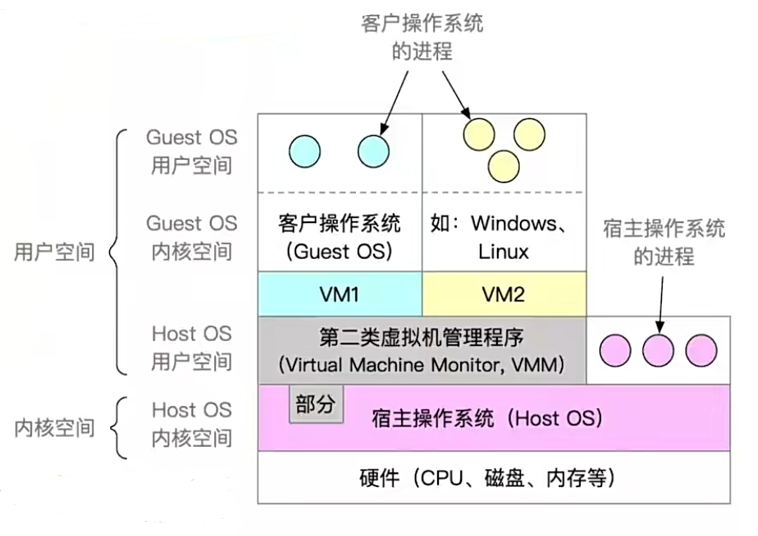 客户操作系统
的进程
Guest OS
用户空间
Guest OS
内核空间
客户操作系统
(Guest OS)
如：Windows、
Linux
宿主操作系统
的进程
用户空间
VM1
VM2
Host OS
用户空间
第二类虚拟机管理程序
(Virtual Machine Monitor, VMM)
内核空间
Host OS
内核空间
部分
宿主操作系统（Host OS）
硬件（CPU、磁盘、内存等）